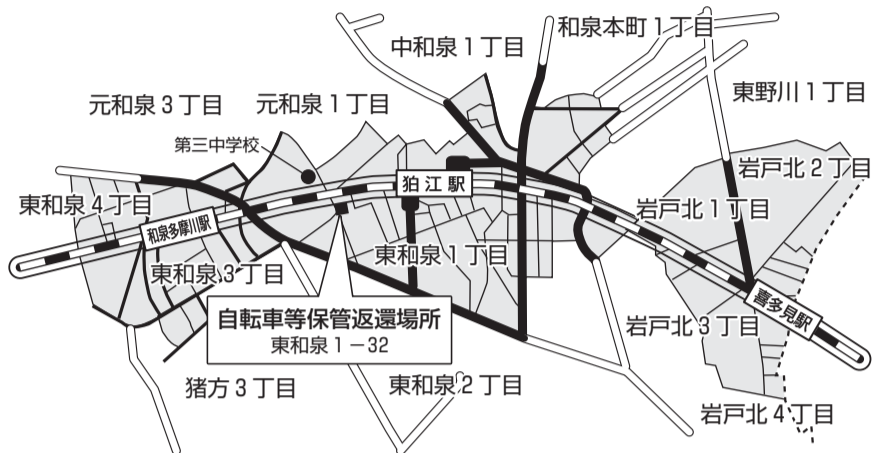 中和泉1丁目
和泉本町1丁目
東野川1丁目
元和泉3丁目
元和泉1丁目
第三中学校
岩戸北2丁目
狛江駅
東和泉4丁目
和泉多摩川駅
岩戸北1丁目
東和泉3丁目
東和泉1丁目
喜多見駅
自転車等保管返還場所
東和泉1−32
岩戸北3丁目
猪方3丁目
東和泉2丁目
岩戸北4丁目